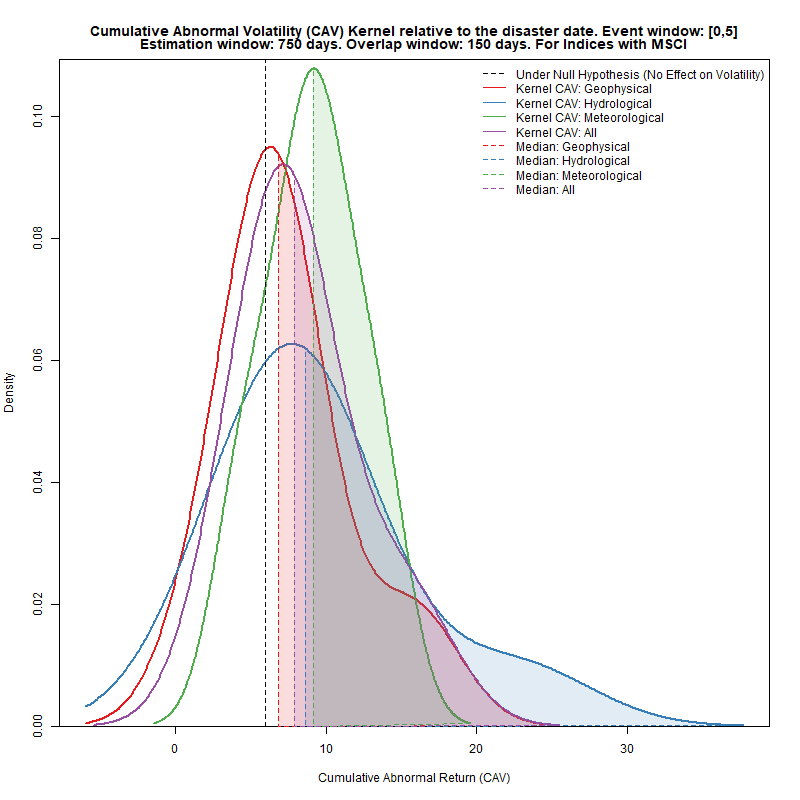 Cumulative Abnormal Volatility (CAV) Kernel relative to the disaster date. Event window: [0,5]
Estimation window: 750 days. Overlap window: 150 days. For Indices with MSCI
Under Null Hypothesis (No Effect on Volatility)
Kernel CAV: Geophysical
Kernel CAV: Hydrological
Kernel CAV: Meteorological
Kernel CAV: All
Median: Geophysical
Median: Hydrological
Median: Meteorological
Median: All
Density
0.10
0.08
0.06
0.04
0.02
0.00
0
10
20
30
Cumulative Abnormal Return (CAV)